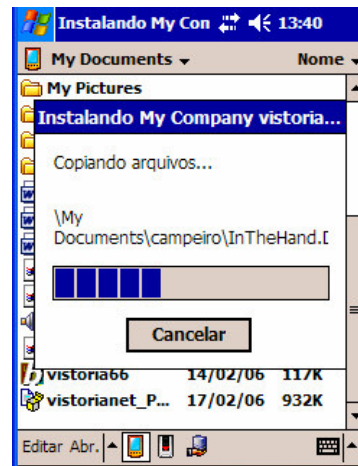 Instalando My Con 13:40
My Documents Nome
My Pictures
Instalando My Company vistoria...
Copiando arquivos...
\My
Documents\campeiro\InTheHand.D
Cancelar
vistoria66 14/02/06 117K
vistorianet_P... 17/02/06 932K
Editar Abr.